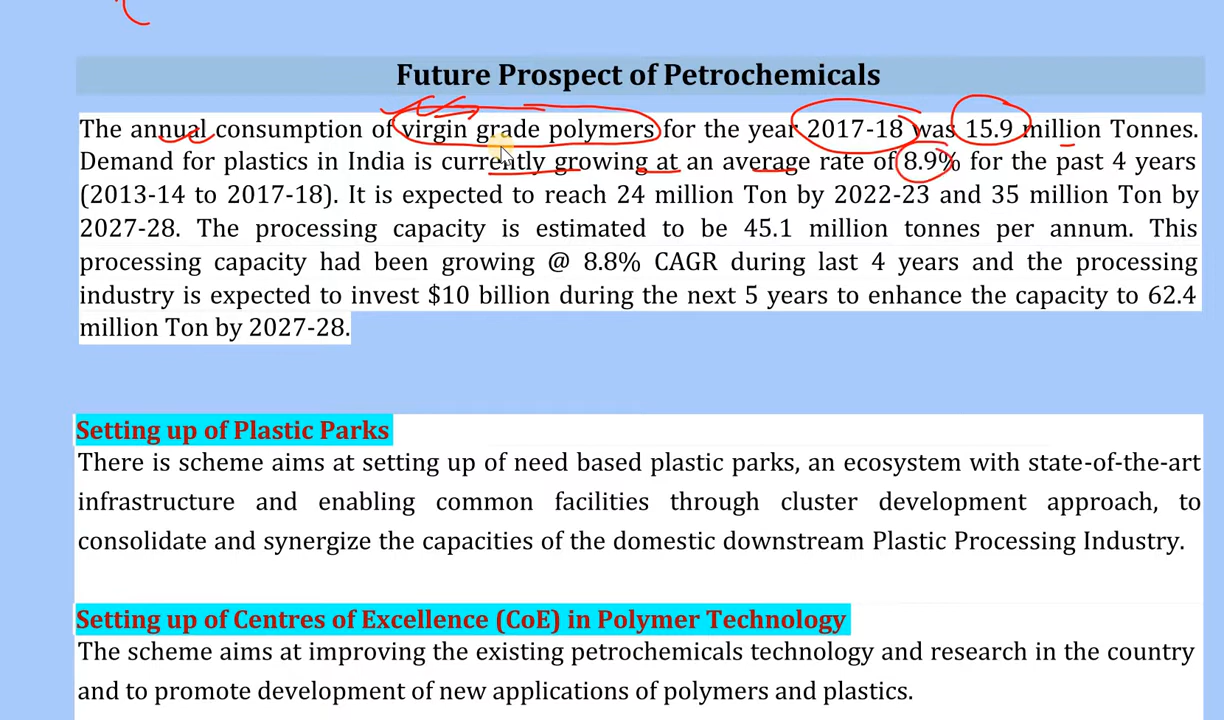 Future Prospect of Petrochemicals
The annual consumption of virgin grade polymers for the year 2017-18 was 15.9 million Tonnes.
Demand for plastics in India is currently growing at an average rate of 8.9% for the past 4 years
(2013-14 to 2017-18). It is expected to reach 24 million Ton by 2022-23 and 35 million Ton by
2027-28. The processing capacity is estimated to be 45.1 million tonnes per annum. This
processing capacity had been growing @ 8.8% CAGR during last 4 years and the processing
industry is expected to invest $10 billion during the next 5 years to enhance the capacity to 62.4
million Ton by 2027-28.
Setting up of Plastic Parks
There is scheme aims at setting up of need based plastic parks, an ecosystem with state-of-the-art
infrastructure and enabling common facilities through cluster development approach, to
consolidate and synergize the capacities of the domestic downstream Plastic Processing Industry.
Setting up of Centres of Excellence (CoE) in Polymer Technology
The scheme aims at improving the existing petrochemicals technology and research in the country
and to promote development of new applications of polymers and plastics.